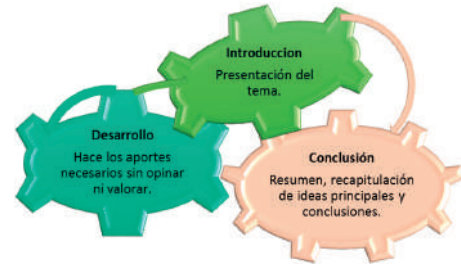 Introduccion
Presentación del
tema.
Desarrollo
Hace los aportes
necesarios sin opinar
ni valorar.
Conclusión
Resumen, recapitulación
de ideas principales y
conclusiones.